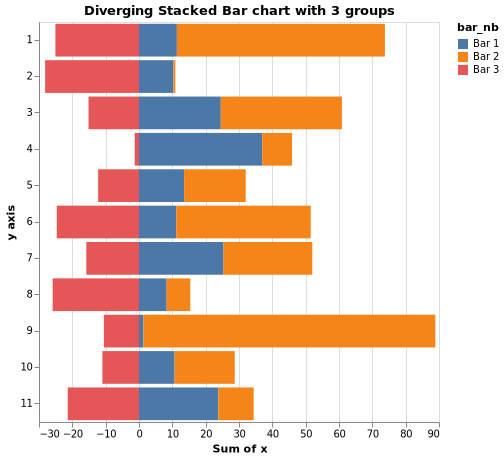 Diverging Stacked Bar chart with 3 groups
bar_nb
Bar 1
Bar 2
Bar 3
y axis
1
2
3
4
5
6
7
8
9
10
11
−30 −20 −10 0 10 20 30 40 50 60 70 80 90
Sum of x